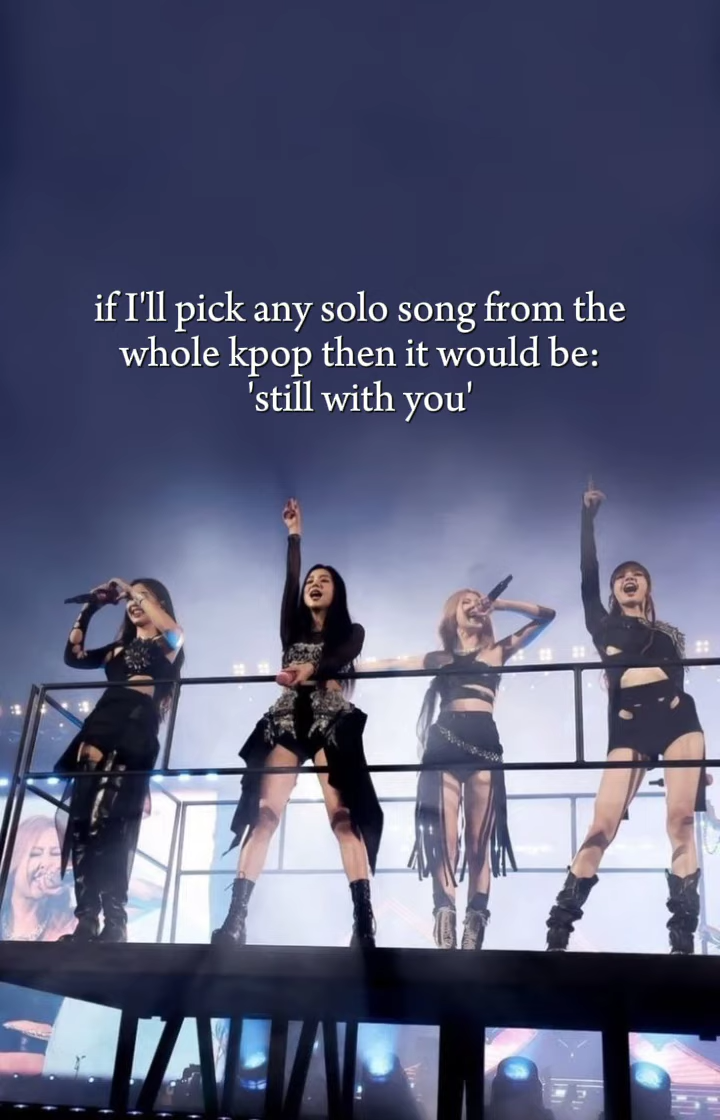 if I'll pick any solo song from the
whole kpop then it would be:
'still with you'